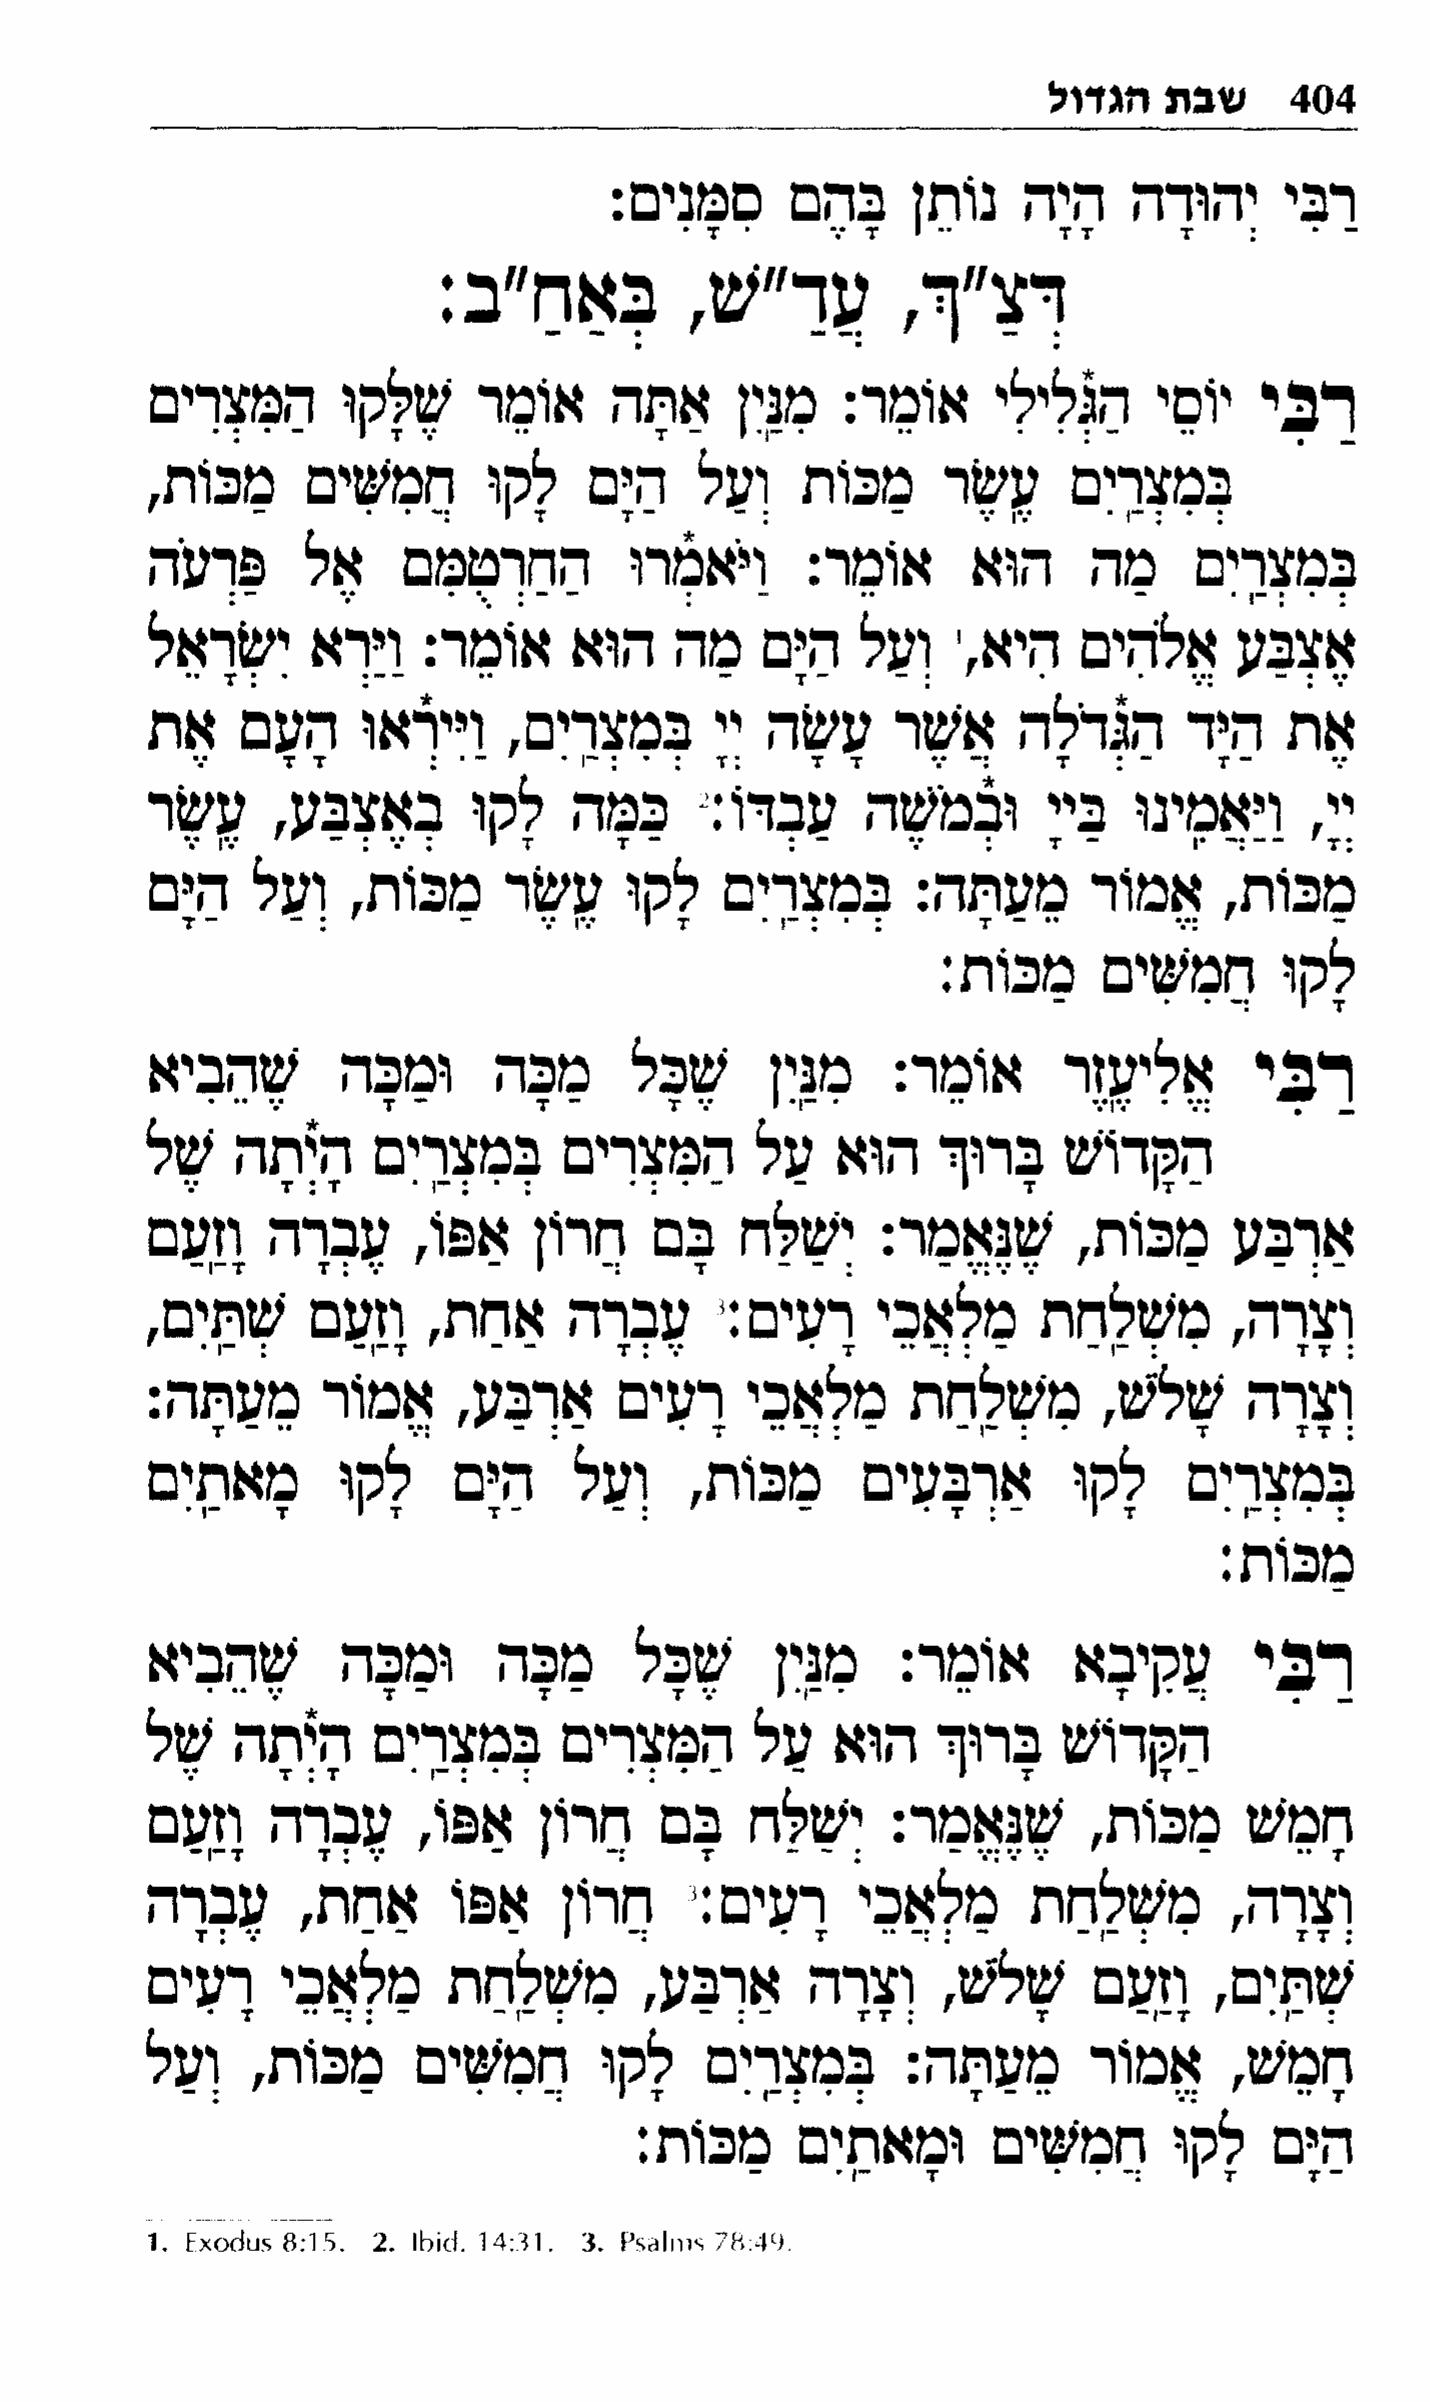 404 שבת הגדול
רַבִּי יְהוּדָה הָיָה נוֹתֵן בָּהֶם סִמָּנִים:
דְּצַ"ךְ, עֲדַ"שׁ, בְּאַחַ"ב:
רַבִּי יוֹסֵי הַגְּֿלִילִי אוֹמֵר: מִנַּֽיִן אַתָּה אוֹמֵר שֶׁלָּקוּ הַמִּצְרִים
בְּמִצְרַֽיִם עֶֽשֶׂר מַכּוֹת וְעַל הַיָּם לָקוּ חֲמִשִּׁים מַכּוֹת,
בְּמִצְרַֽיִם מַה הוּא אוֹמֵר: וַיֹּאמְֿרוּ הַחַרְטֻמִּם אֶל פַּרְעֹה
אֶצְבַּע אֱלֹהִים הִיא,¹ וְעַל הַיָּם מַה הוּא אוֹמֵר: וַיַּרְא יִשְׂרָאֵל
אֶת הַיָּד הַגְּֿדֹלָה אֲשֶׁר עָשָׂה יְיָ בְּמִצְרַֽיִם, וַיִּירְֿאוּ הָעָם אֶת
יְיָ, וַיַּאֲמִֽינוּ בַּייָ וּבְֿמֹשֶׁה עַבְדּוֹ:² כַּמָּה לָקוּ בְאֶצְבַּע, עֶֽשֶׂר
מַכּוֹת, אֱמוֹר מֵעַתָּה: בְּמִצְרַֽיִם לָקוּ עֶֽשֶׂר מַכּוֹת, וְעַל הַיָּם
לָקוּ חֲמִשִּׁים מַכּוֹת:
רַבִּי אֱלִיעֶֽזֶר אוֹמֵר: מִנַּֽיִן שֶׁכָּל מַכָּה וּמַכָּה שֶׁהֵבִיא
הַקָּדוֹשׁ בָּרוּךְ הוּא עַל הַמִּצְרִים בְּמִצְרַֽיִם הָיְֿתָה שֶׁל
אַרְבַּע מַכּוֹת, שֶׁנֶּאֱמַר: יְשַׁלַּח בָּם חֲרוֹן אַפּוֹ, עֶבְרָה וָזַֽעַם
וְצָרָה, מִשְׁלַֽחַת מַלְאֲכֵי רָעִים:³ עֶבְרָה אַחַת, וָזַֽעַם שְׁתַּֽיִם,
וְצָרָה שָׁלֹשׁ, מִשְׁלַֽחַת מַלְאֲכֵי רָעִים אַרְבַּע, אֱמוֹר מֵעַתָּה:
בְּמִצְרַֽיִם לָקוּ אַרְבָּעִים מַכּוֹת, וְעַל הַיָּם לָקוּ מָאתַֽיִם
מַכּוֹת:
רַבִּי עֲקִיבָא אוֹמֵר: מִנַּֽיִן שֶׁכָּל מַכָּה וּמַכָּה שֶׁהֵבִיא
הַקָּדוֹשׁ בָּרוּךְ הוּא עַל הַמִּצְרִים בְּמִצְרַֽיִם הָיְֿתָה שֶׁל
חָמֵשׁ מַכּוֹת, שֶׁנֶּאֱמַר: יְשַׁלַּח בָּם חֲרוֹן אַפּוֹ, עֶבְרָה וָזַֽעַם
וְצָרָה, מִשְׁלַֽחַת מַלְאֲכֵי רָעִים:³ חֲרוֹן אַפּוֹ אַחַת, עֶבְרָה
שְׁתַּֽיִם, וָזַֽעַם שָׁלֹשׁ, וְצָרָה אַרְבַּע, מִשְׁלַֽחַת מַלְאֲכֵי רָעִים
חָמֵשׁ, אֱמוֹר מֵעַתָּה: בְּמִצְרַֽיִם לָקוּ חֲמִשִּׁים מַכּוֹת, וְעַל
הַיָּם לָקוּ חֲמִשִּׁים וּמָאתַֽיִם מַכּוֹת:
1. Exodus 8:15. 2. Ibid. 14:31. 3. Psalms 78:49.